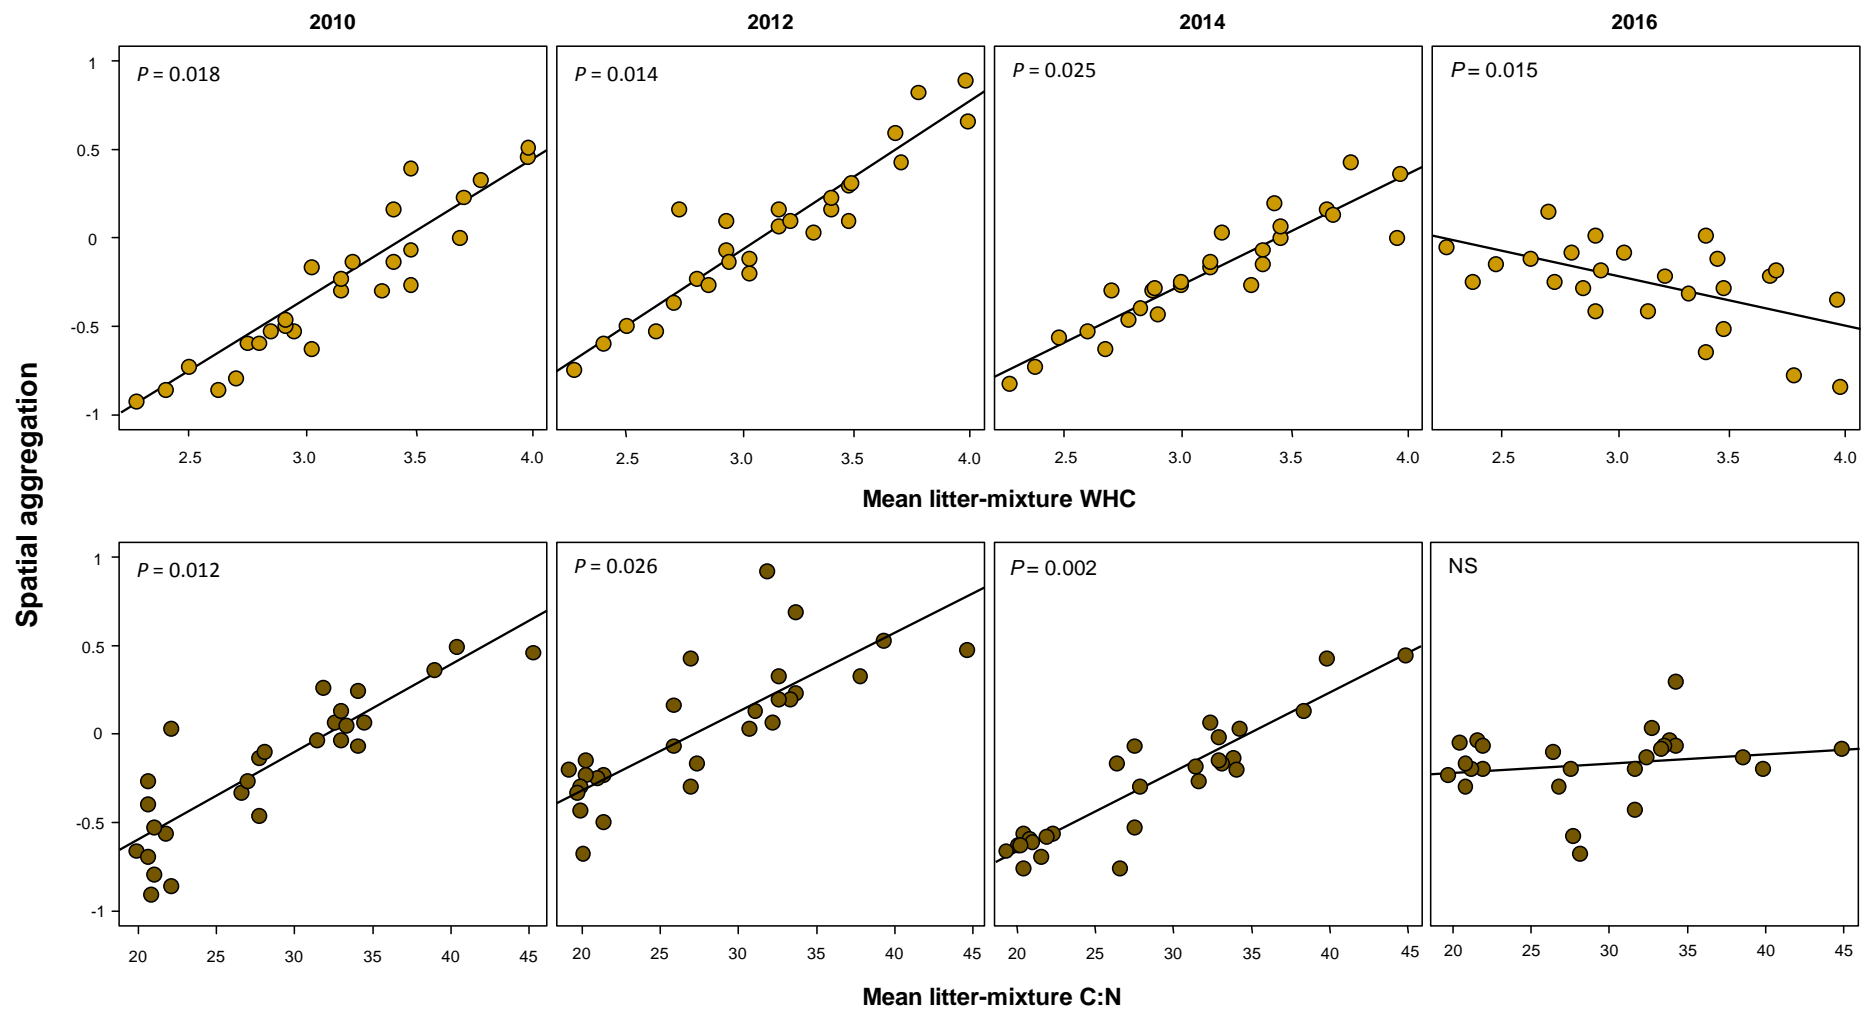 2010 2012 2014 2016
P = 0.018 P = 0.014 P = 0.025 P = 0.015
1
0.5
0
-0.5
-1
2.5 3.0 3.5 4.0 2.5 3.0 3.5 4.0 2.5 3.0 3.5 4.0 2.5 3.0 3.5 4.0
Mean litter-mixture WHC
Spatial aggregation
P = 0.012 P = 0.026 P = 0.002 NS
1
0.5
0
-0.5
-1
20 25 30 35 40 45 20 25 30 35 40 45 20 25 30 35 40 45 20 25 30 35 40 45
Mean litter-mixture C:N